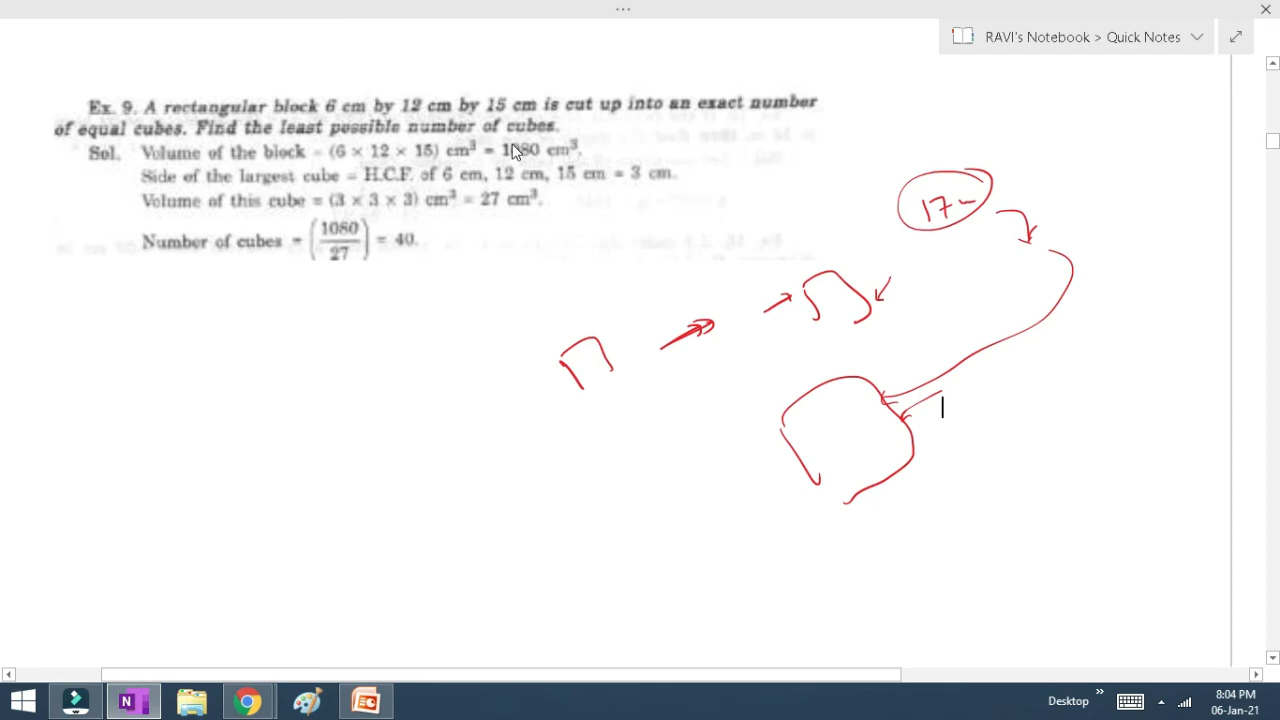 RAVI's Notebook > Quick Notes
Ex. 9. A rectangular block 6 cm by 12 cm by 15 cm is cut up into an exact number
of equal cubes. Find the least possible number of cubes.
Sol. Volume of the block = (6 × 12 × 15) cm³ = 1080 cm³.
Side of the largest cube = H.C.F. of 6 cm, 12 cm, 15 cm = 3 cm.
Volume of this cube = (3 × 3 × 3) cm³ = 27 cm³.
Number of cubes = (1080/27) = 40.
17
N
Desktop
8:04 PM
06-Jan-21